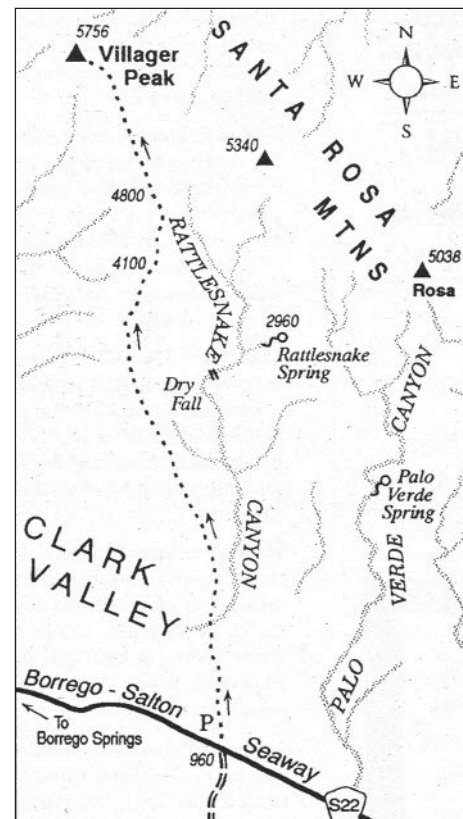 5756
Villager
Peak
N
W E
S
SANTA ROSA
MTNS
5340
4800
RATTLESNAKE
4100
5038
Rosa
2960
Rattlesnake
Spring
Dry
Fall
CANYON
CANYON
Palo
Verde
Spring
VERDE
CLARK
VALLEY
PALO
Borrego - Salton
P
Seaway
To
Borrego Springs
960
S22